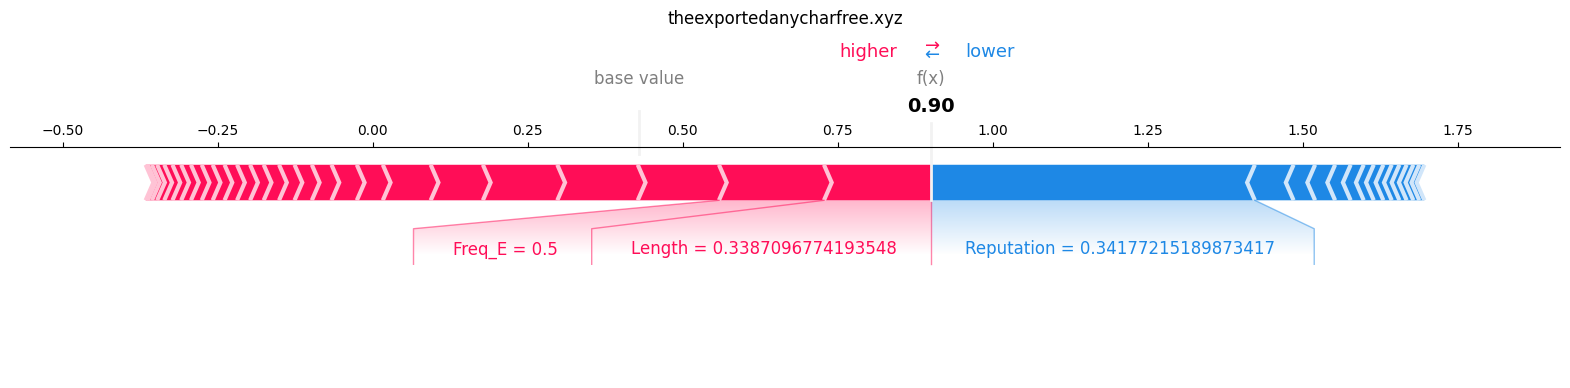 theexportedanycharfree.xyz
higher → ← lower
base value f(x)
0.90
−0.50 −0.25 0.00 0.25 0.50 0.75 1.00 1.25 1.50 1.75
Freq_E = 0.5 Length = 0.3387096774193548 Reputation = 0.34177215189873417